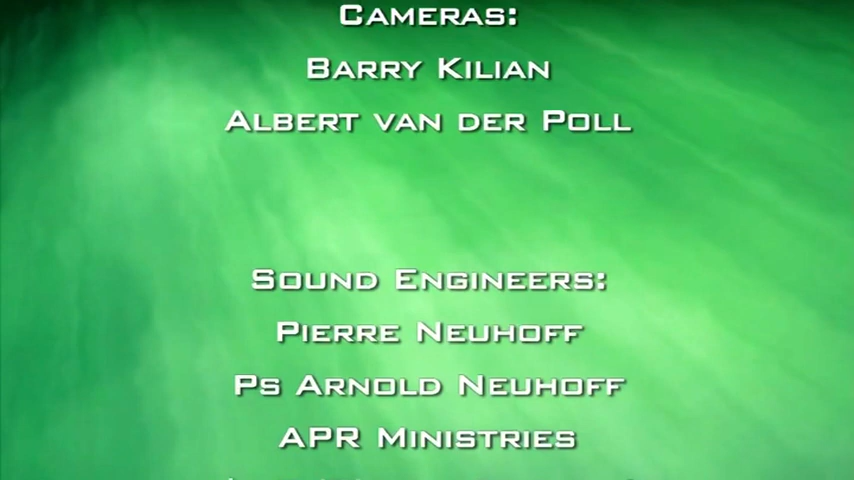 Cameras:
Barry Kilian
Albert van der Poll
Sound Engineers:
Pierre Neuhoff
Ps Arnold Neuhoff
APR Ministries